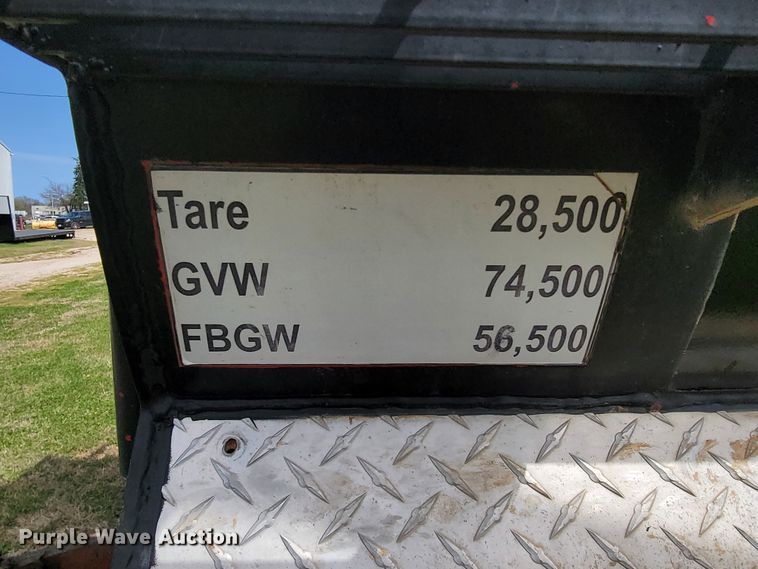 Tare 28,500
GVW 74,500
FBGW 56,500
Purple Wave Auction